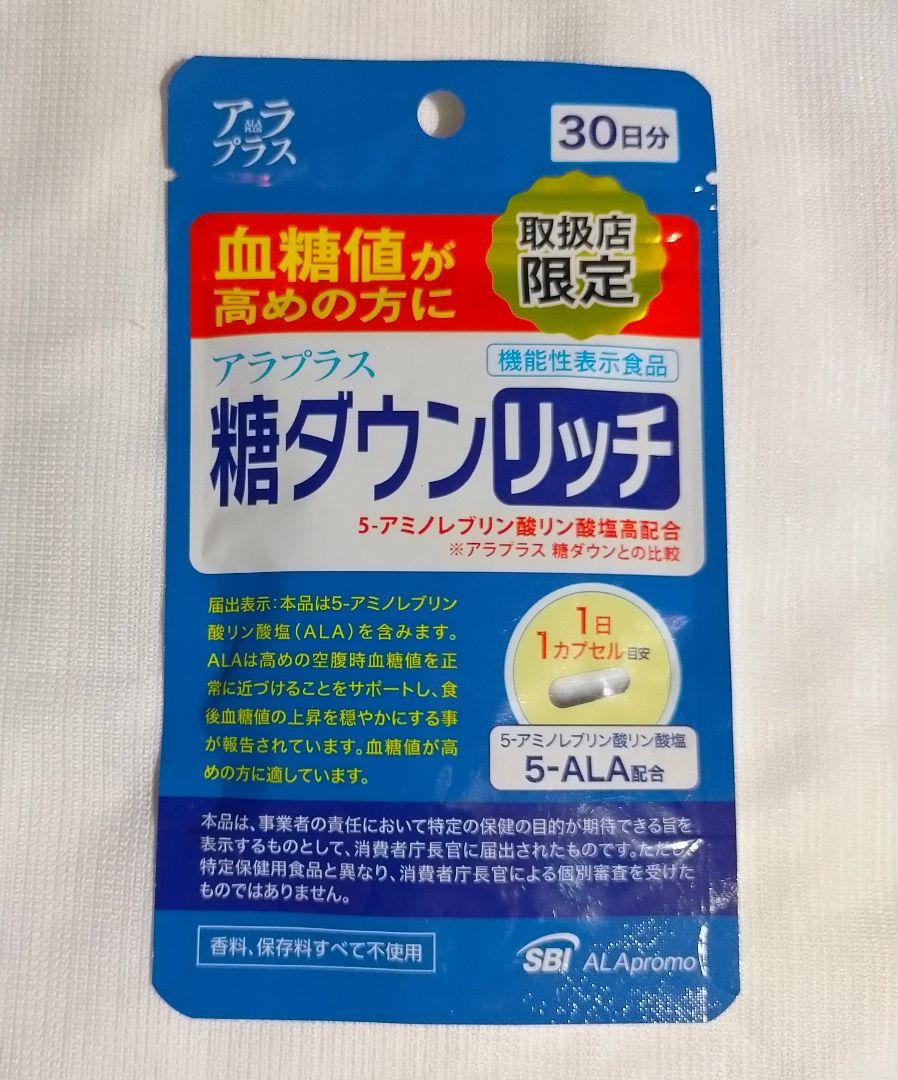 アラ
ALA
PLUS
プラス
30日分
取扱店
限定
血糖値が
高めの方に
アラプラス
機能性表示食品
糖ダウンリッチ
5-アミノレブリン酸リン酸塩高配合
※アラプラス 糖ダウンとの比較
届出表示：本品は5-アミノレブリン
酸リン酸塩（ALA）を含みます。
ALAは高めの空腹時血糖値を正
常に近づけることをサポートし、食
後血糖値の上昇を穏やかにする事
が報告されています。血糖値が高
めの方に適しています。
1日
1カプセル目安
5-アミノレブリン酸リン酸塩
5-ALA配合
本品は、事業者の責任において特定の保健の目的が期待できる旨を
表示するものとして、消費者庁長官に届出されたものです。ただし、
特定保健用食品と異なり、消費者庁長官による個別審査を受けた
ものではありません。
香料、保存料すべて不使用
SBI ALApromo